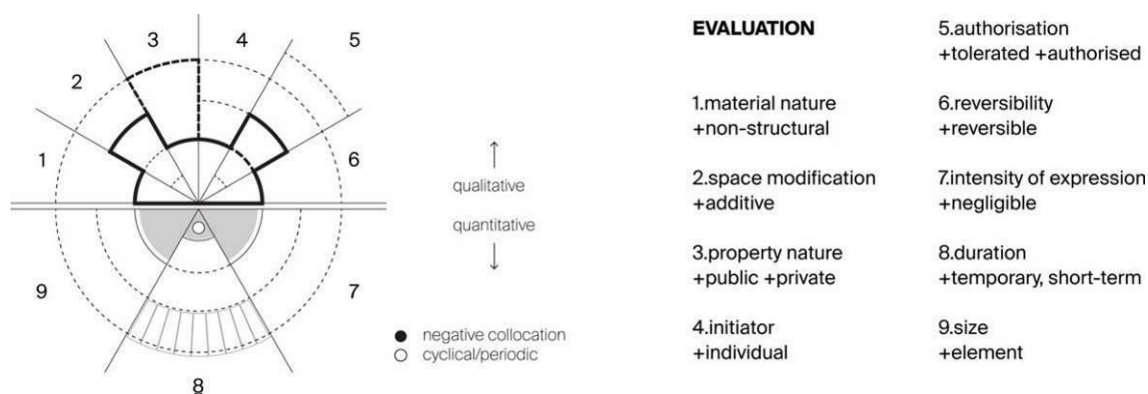 3
4
5
2
1
6
qualitative
quantitative
9
7
8
negative collocation
cyclical/periodic
EVALUATION
1.material nature
+non-structural
2.space modification
+additive
3.property nature
+public +private
4.initiator
+individual
5.authorisation
+tolerated +authorised
6.reversibility
+reversible
7.intensity of expression
+negligible
8.duration
+temporary, short-term
9.size
+element